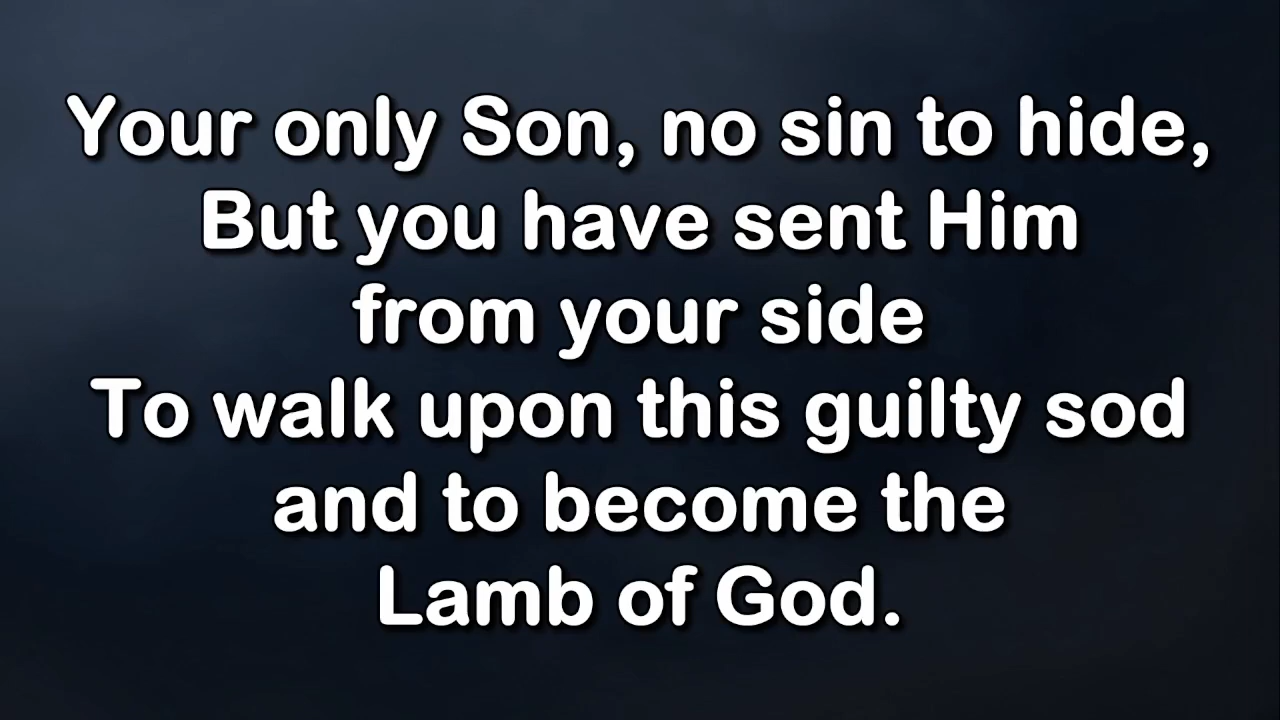 Your only Son, no sin to hide,
But you have sent Him
from your side
To walk upon this guilty sod
and to become the
Lamb of God.